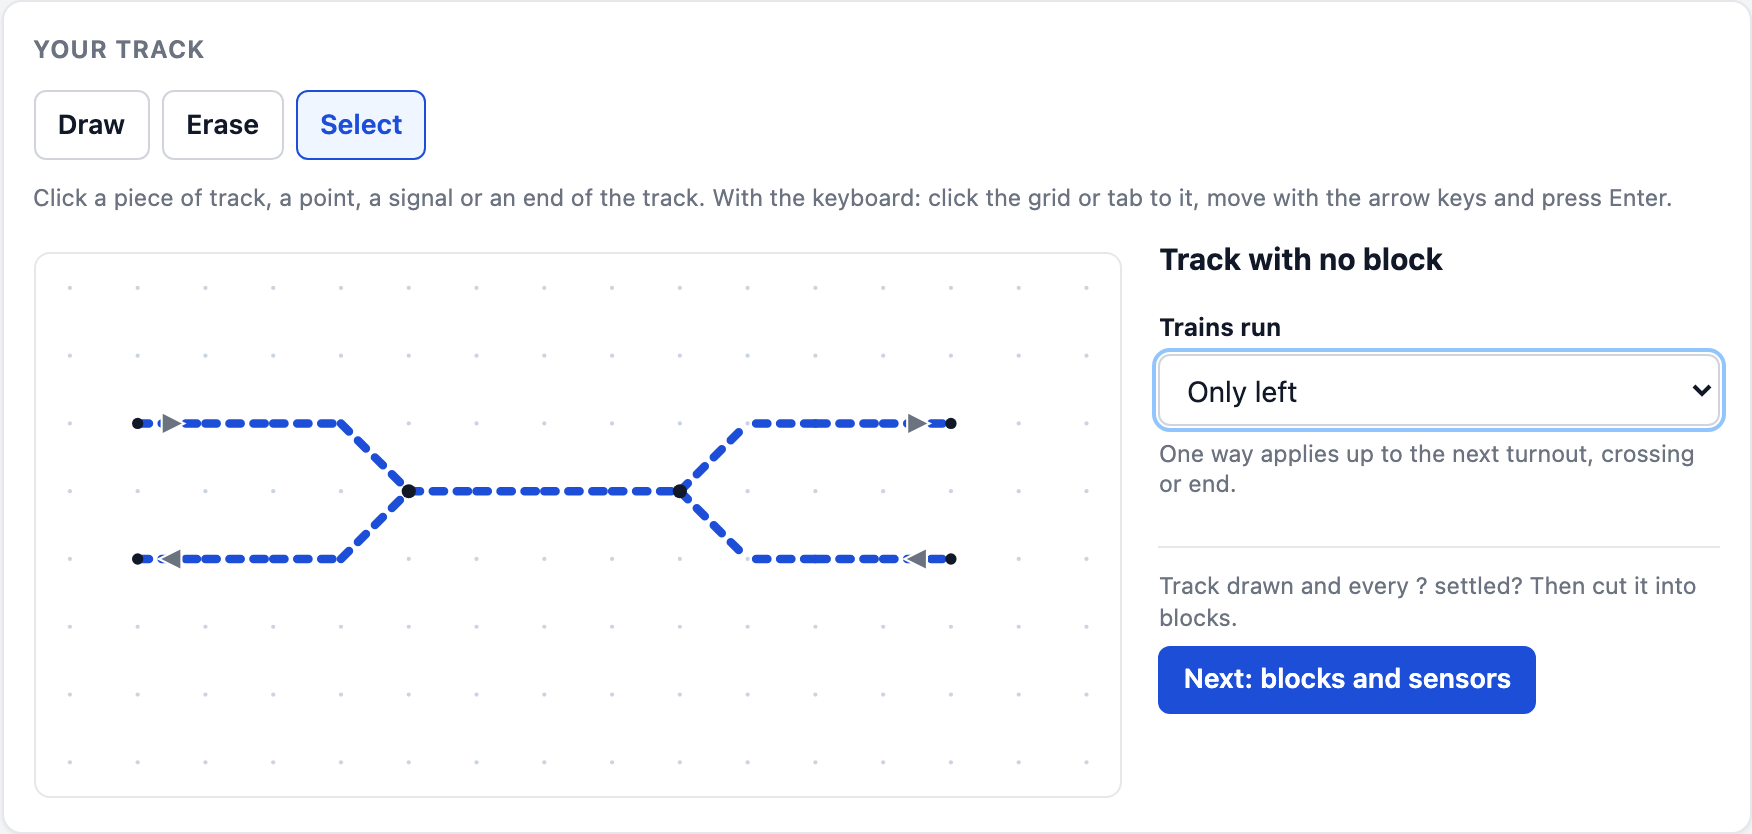 YOUR TRACK
Draw
Erase
Select
Click a piece of track, a point, a signal or an end of the track. With the keyboard: click the grid or tab to it, move with the arrow keys and press Enter.
Track with no block
Trains run
Only left
One way applies up to the next turnout, crossing
or end.
Track drawn and every ? settled? Then cut it into
blocks.
Next: blocks and sensors